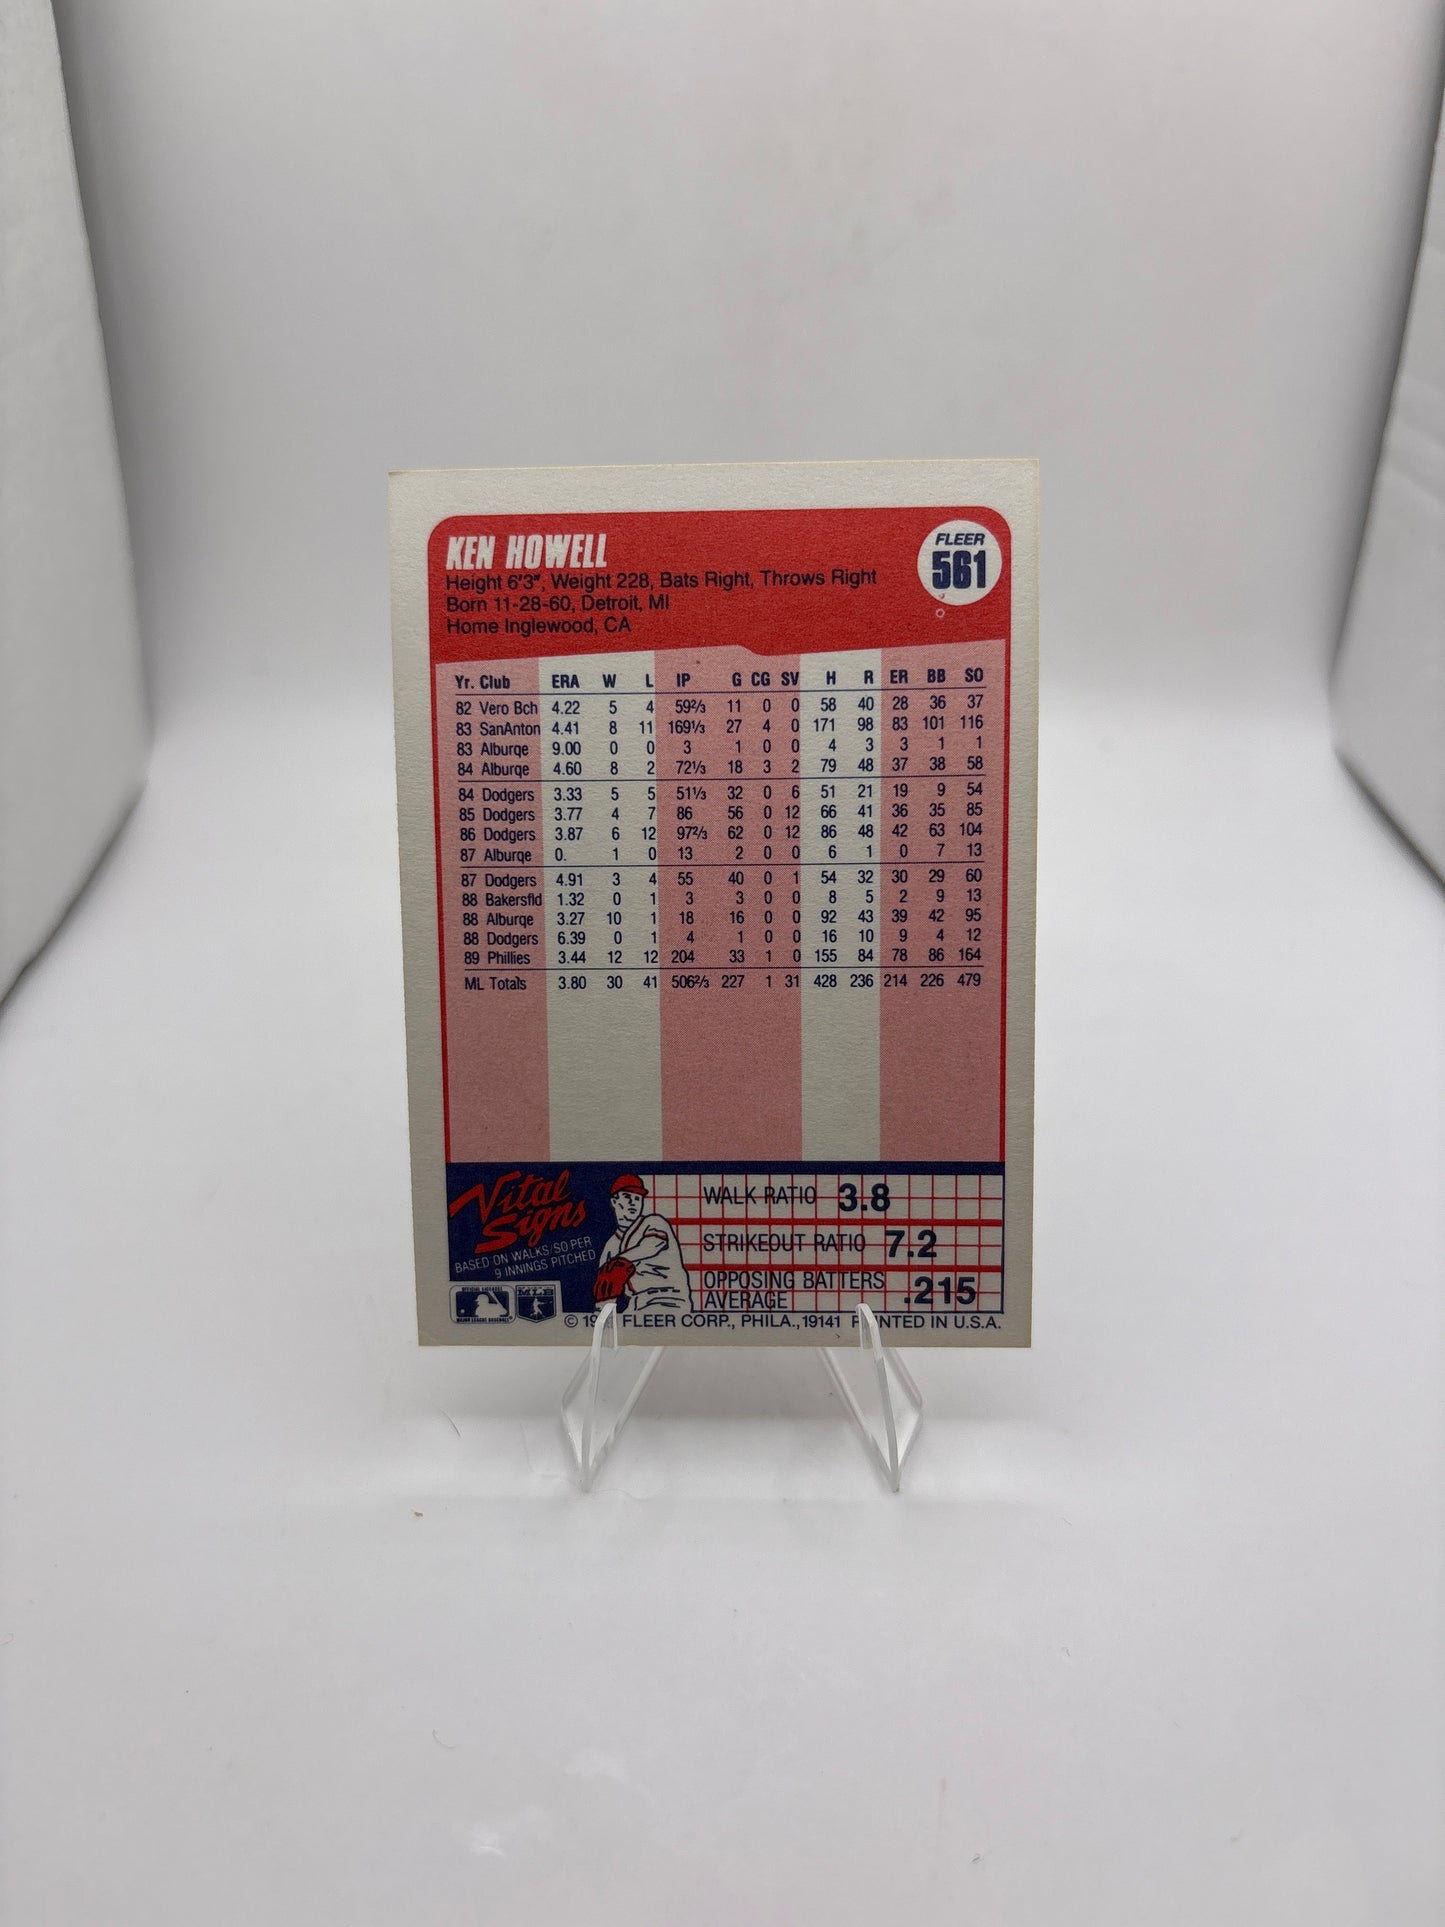 KEN HOWELL
FLEER
561
Height 6'3", Weight 228, Bats Right, Throws Right
Born 11-28-60, Detroit, MI
Home Inglewood, CA
Yr. Club ERA W L IP G CG SV H R ER BB SO
82 Vero Bch 4.22 5 4 59 2/3 11 0 0 58 40 28 36 37
83 SanAnton 4.41 8 11 169 1/3 27 4 0 171 98 83 101 116
83 Alburqe 9.00 0 0 3 1 0 0 4 3 3 1 1
84 Alburqe 4.60 8 2 72 1/3 18 3 2 79 48 37 38 58
84 Dodgers 3.33 5 5 51 1/3 32 0 6 51 21 19 9 54
85 Dodgers 3.77 4 7 86 56 0 12 66 41 36 35 85
86 Dodgers 3.87 6 12 97 2/3 62 0 12 86 48 42 63 104
87 Alburqe 0. 1 0 13 2 0 0 6 1 0 7 13
87 Dodgers 4.91 3 4 55 40 0 1 54 32 30 29 60
88 Bakersfld 1.32 0 1 3 3 0 0 8 5 2 9 13
88 Alburqe 3.27 10 1 18 16 0 0 92 43 39 42 95
88 Dodgers 6.39 0 1 4 1 0 0 16 10 9 4 12
89 Phillies 3.44 12 12 204 33 1 0 155 84 78 86 164
ML Totals 3.80 30 41 506 2/3 227 1 31 428 236 214 226 479
Vital
Signs
BASED ON WALKS/SO PER
9 INNINGS PITCHED
WALK RATIO 3.8
STRIKEOUT RATIO 7.2
OPPOSING BATTERS
AVERAGE .215
MLB
© FLEER CORP., PHILA., 19141 PRINTED IN U.S.A.